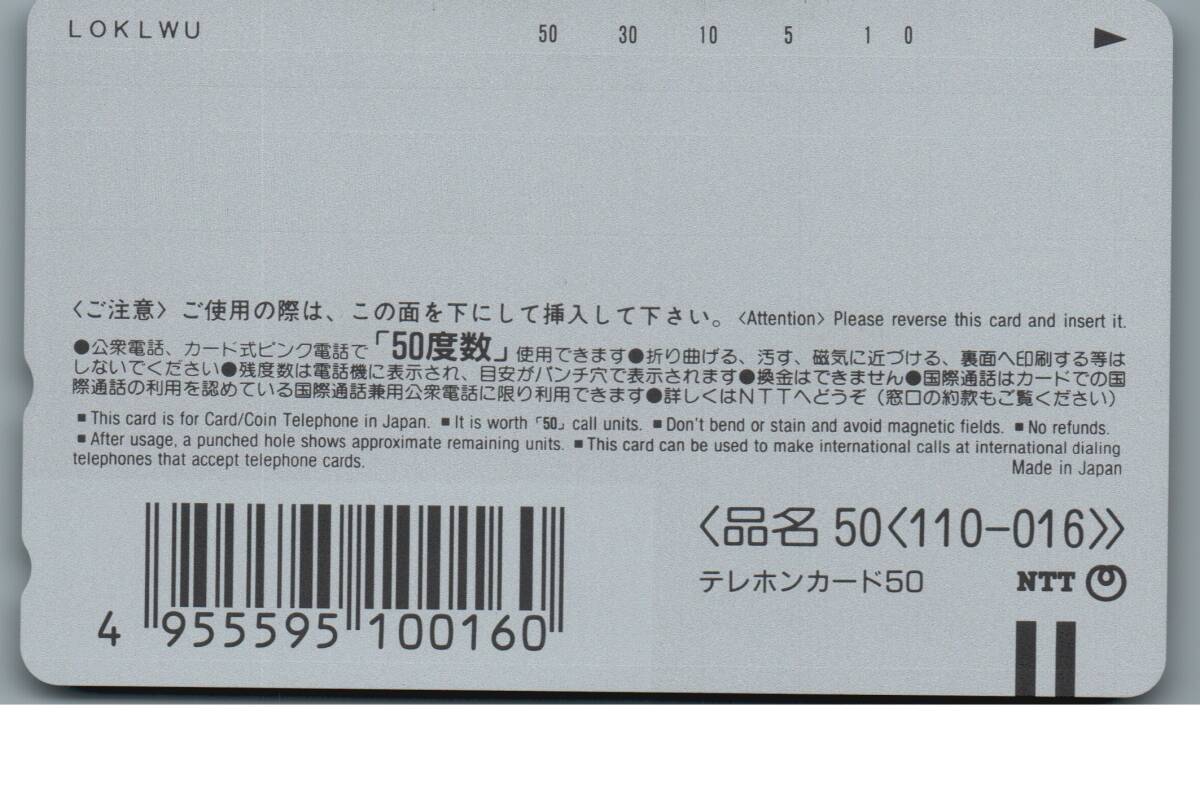 LOKLWU 50 30 10 5 1 0
〈ご注意〉ご使用の際は、この面を下にして挿入して下さい。〈Attention〉Please reverse this card and insert it.
●公衆電話、カード式ピンク電話で「50度数」使用できます●折り曲げる、汚す、磁気に近づける、裏面へ印刷する等は
しないでください●残度数は電話機に表示され、目安がパンチ穴で表示されます●換金はできません●国際通話はカードでの国
際通話の利用を認めている国際通話兼用公衆電話に限り利用できます●詳しくはNTTへどうぞ（窓口の約款もご覧ください）
■This card is for Card/Coin Telephone in Japan. ■It is worth「50」call units. ■Don't bend or stain and avoid magnetic fields. ■No refunds.
■After usage, a punched hole shows approximate remaining units. ■This card can be used to make international calls at international dialing
telephones that accept telephone cards.
Made in Japan
〈品名 50〈110-016〉〉
テレホンカード50 NTT
4 955595 100160